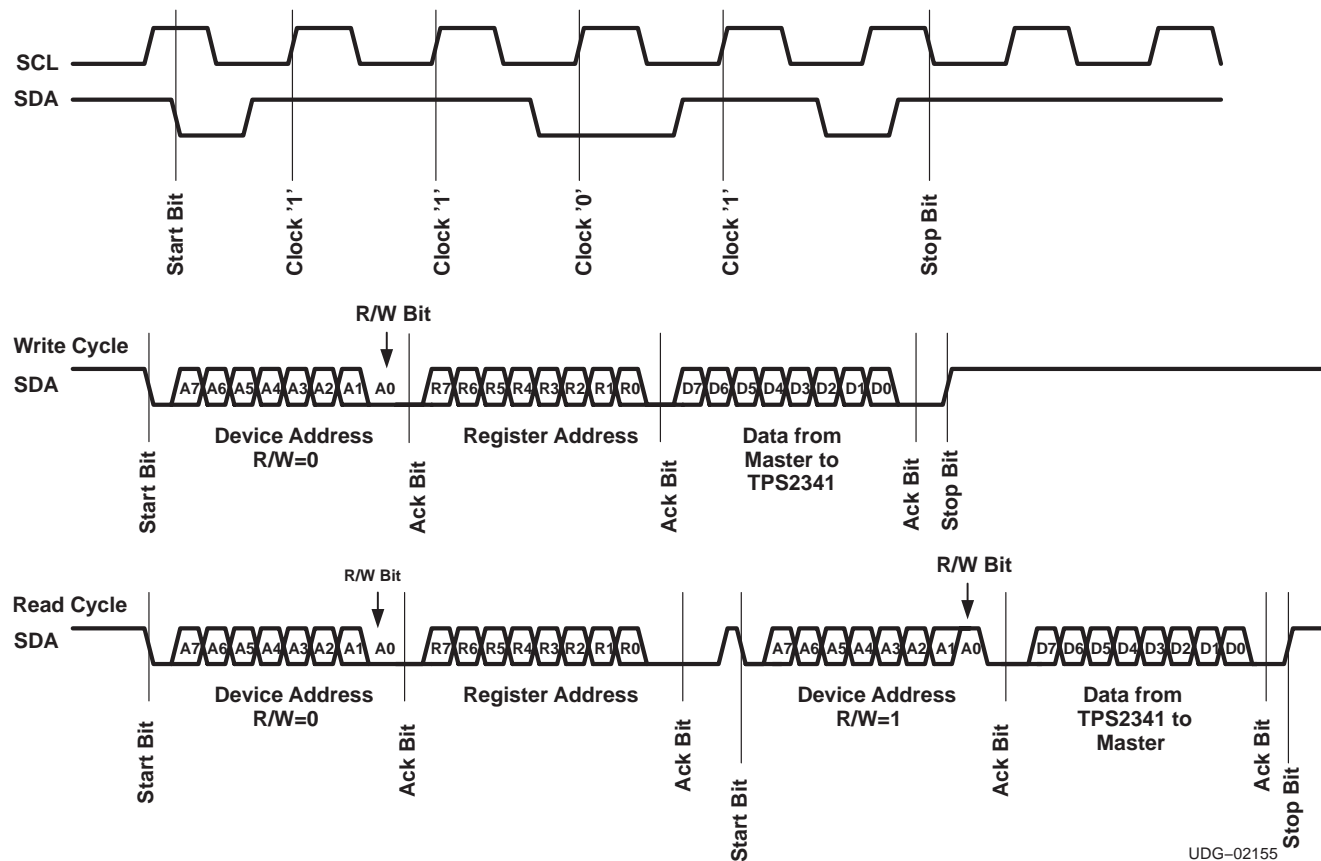 SCL
SDA
Start Bit
Clock ’1’
Clock ’1’
Clock ’0’
Clock ’1’
Stop Bit
R/W Bit
Write Cycle
SDA
A7 A6 A5 A4 A3 A2 A1 A0 R7 R6 R5 R4 R3 R2 R1 R0 D7 D6 D5 D4 D3 D2 D1 D0
Device Address
R/W=0
Register Address
Data from
Master to
TPS2341
Start Bit
Ack Bit
Ack Bit
Ack Bit
Stop Bit
R/W Bit
R/W Bit
Read Cycle
SDA
A7 A6 A5 A4 A3 A2 A1 A0 R7 R6 R5 R4 R3 R2 R1 R0 A7 A6 A5 A4 A3 A2 A1 A0 D7 D6 D5 D4 D3 D2 D1 D0
Device Address
R/W=0
Register Address
Device Address
R/W=1
Data from
TPS2341 to
Master
Start Bit
Ack Bit
Ack Bit
Start Bit
Ack Bit
Ack Bit
Stop Bit
UDG–02155